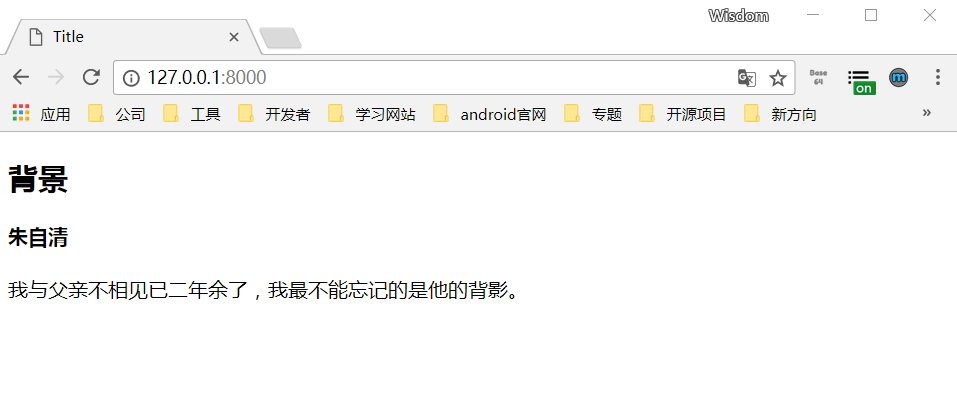 Wisdom
Title
127.0.0.1:8000
Base 64
on
m
应用 公司 工具 开发者 学习网站 android官网 专题 开源项目 新方向 »
背景
朱自清
我与父亲不相见已二年余了，我最不能忘记的是他的背影。